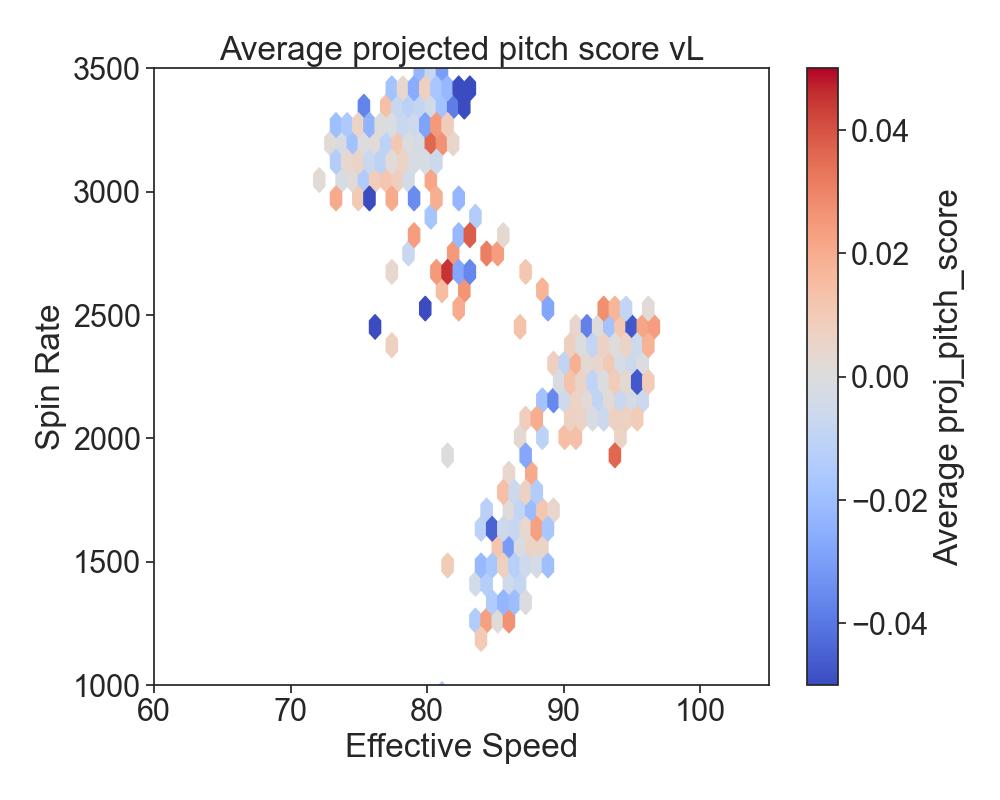 Average projected pitch score vL
3500
3000
2500
2000
1500
1000
Spin Rate
60 70 80 90 100
Effective Speed
0.04
0.02
0.00
−0.02
−0.04
Average proj_pitch_score